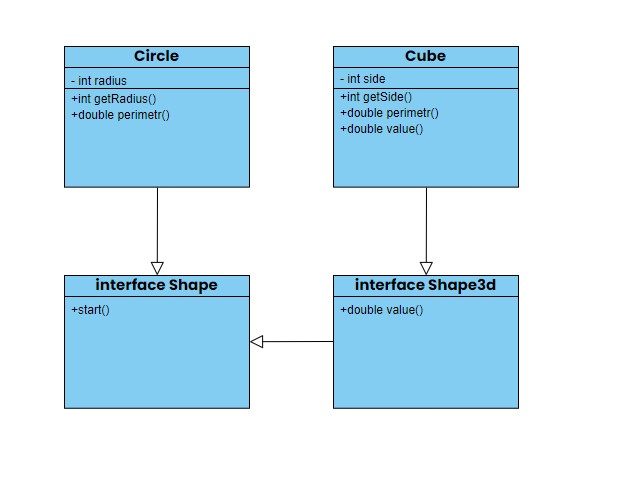 Circle
- int radius
+int getRadius()
+double perimetr()
Cube
- int side
+int getSide()
+double perimetr()
+double value()
interface Shape
+start()
interface Shape3d
+double value()